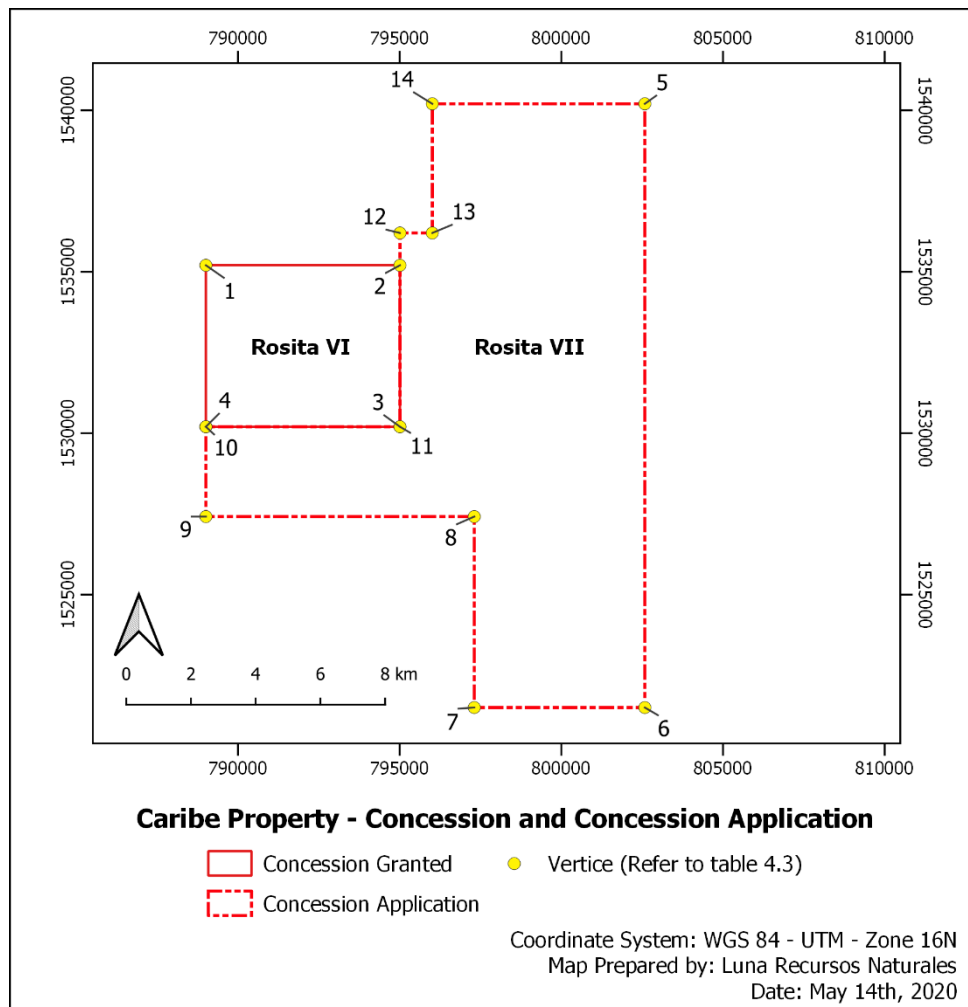 790000 795000 800000 805000 810000
14
5
1540000
1540000
12
13
1535000
1535000
1
2
Rosita VI
Rosita VII
4
3
10
11
1530000
1530000
9
8
1525000
1525000
0 2 4 6 8 km
7
6
790000 795000 800000 805000 810000
Caribe Property - Concession and Concession Application
Concession Granted
Vertice (Refer to table 4.3)
Concession Application
Coordinate System: WGS 84 - UTM - Zone 16N
Map Prepared by: Luna Recursos Naturales
Date: May 14th, 2020